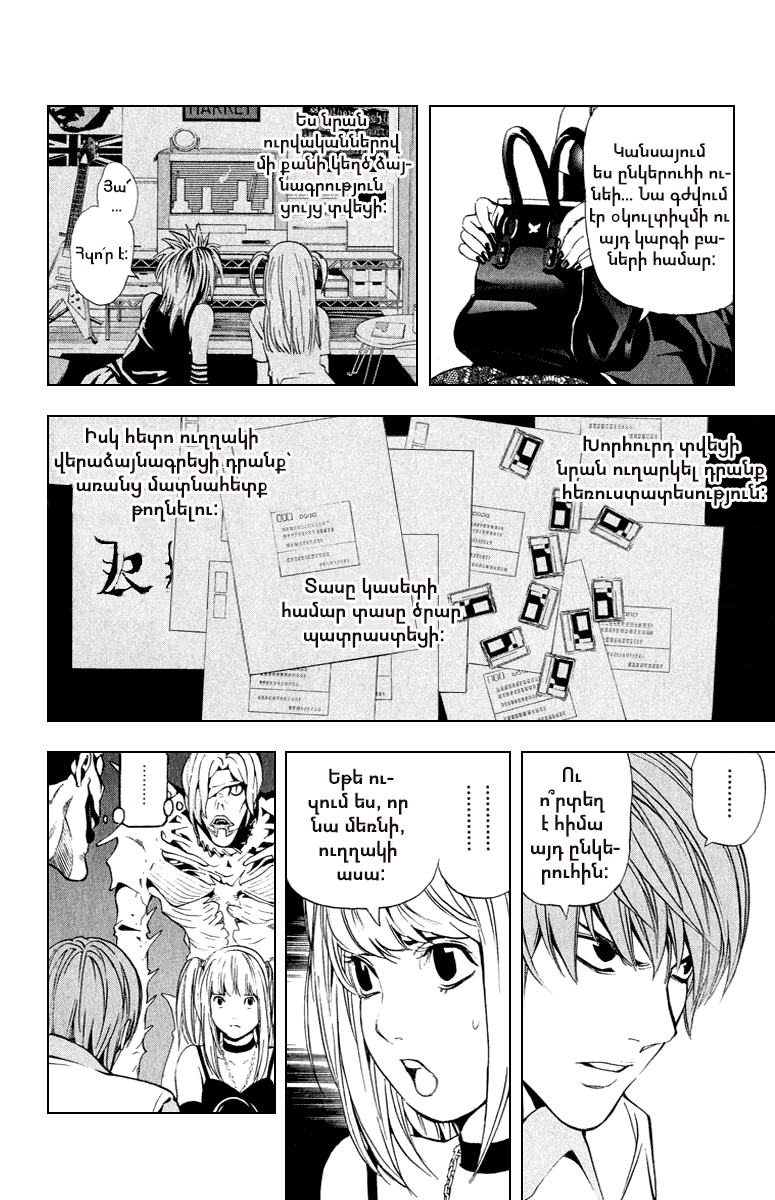 Կանսայում
ես ընկերուհի ու-
նեի... Նա գժվում
էր օկուլտիզմի ու
այդ կարգի բա-
ների համար:
Ես նրան
ուրվականներով
մի քանի կեղծ ձայ-
նագրություն
ցույց տվեցի:
MARKET
Յա՜
...
Հզո՛ր է:
Խորհուրդ տվեցի
նրան ուղարկել դրանք
հեռուստատեսություն:
Տասը կասետի
համար տասը ծրար
պատրաստեցի:
Իսկ հետո ուղղակի
վերաձայնագրեցի դրանք՝
առանց մատնահետք
թողնելու:
........
Ու
ո՞րտեղ
է հիմա
այդ ընկե-
րուհին:
........
Եթե ու-
զում ես, որ
նա մեռնի,
ուղղակի
ասա:
........